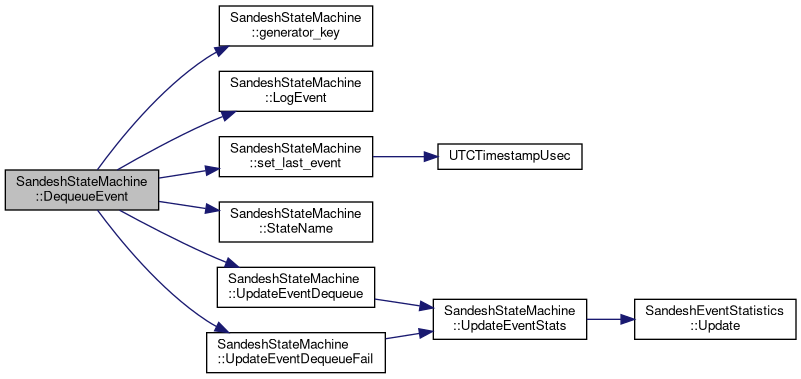 SandeshStateMachine
::generator_key
SandeshStateMachine
::LogEvent
SandeshStateMachine
::set_last_event
UTCTimestampUsec
SandeshStateMachine
::DequeueEvent
SandeshStateMachine
::StateName
SandeshStateMachine
::UpdateEventDequeue
SandeshStateMachine
::UpdateEventStats
SandeshEventStatistics
::Update
SandeshStateMachine
::UpdateEventDequeueFail